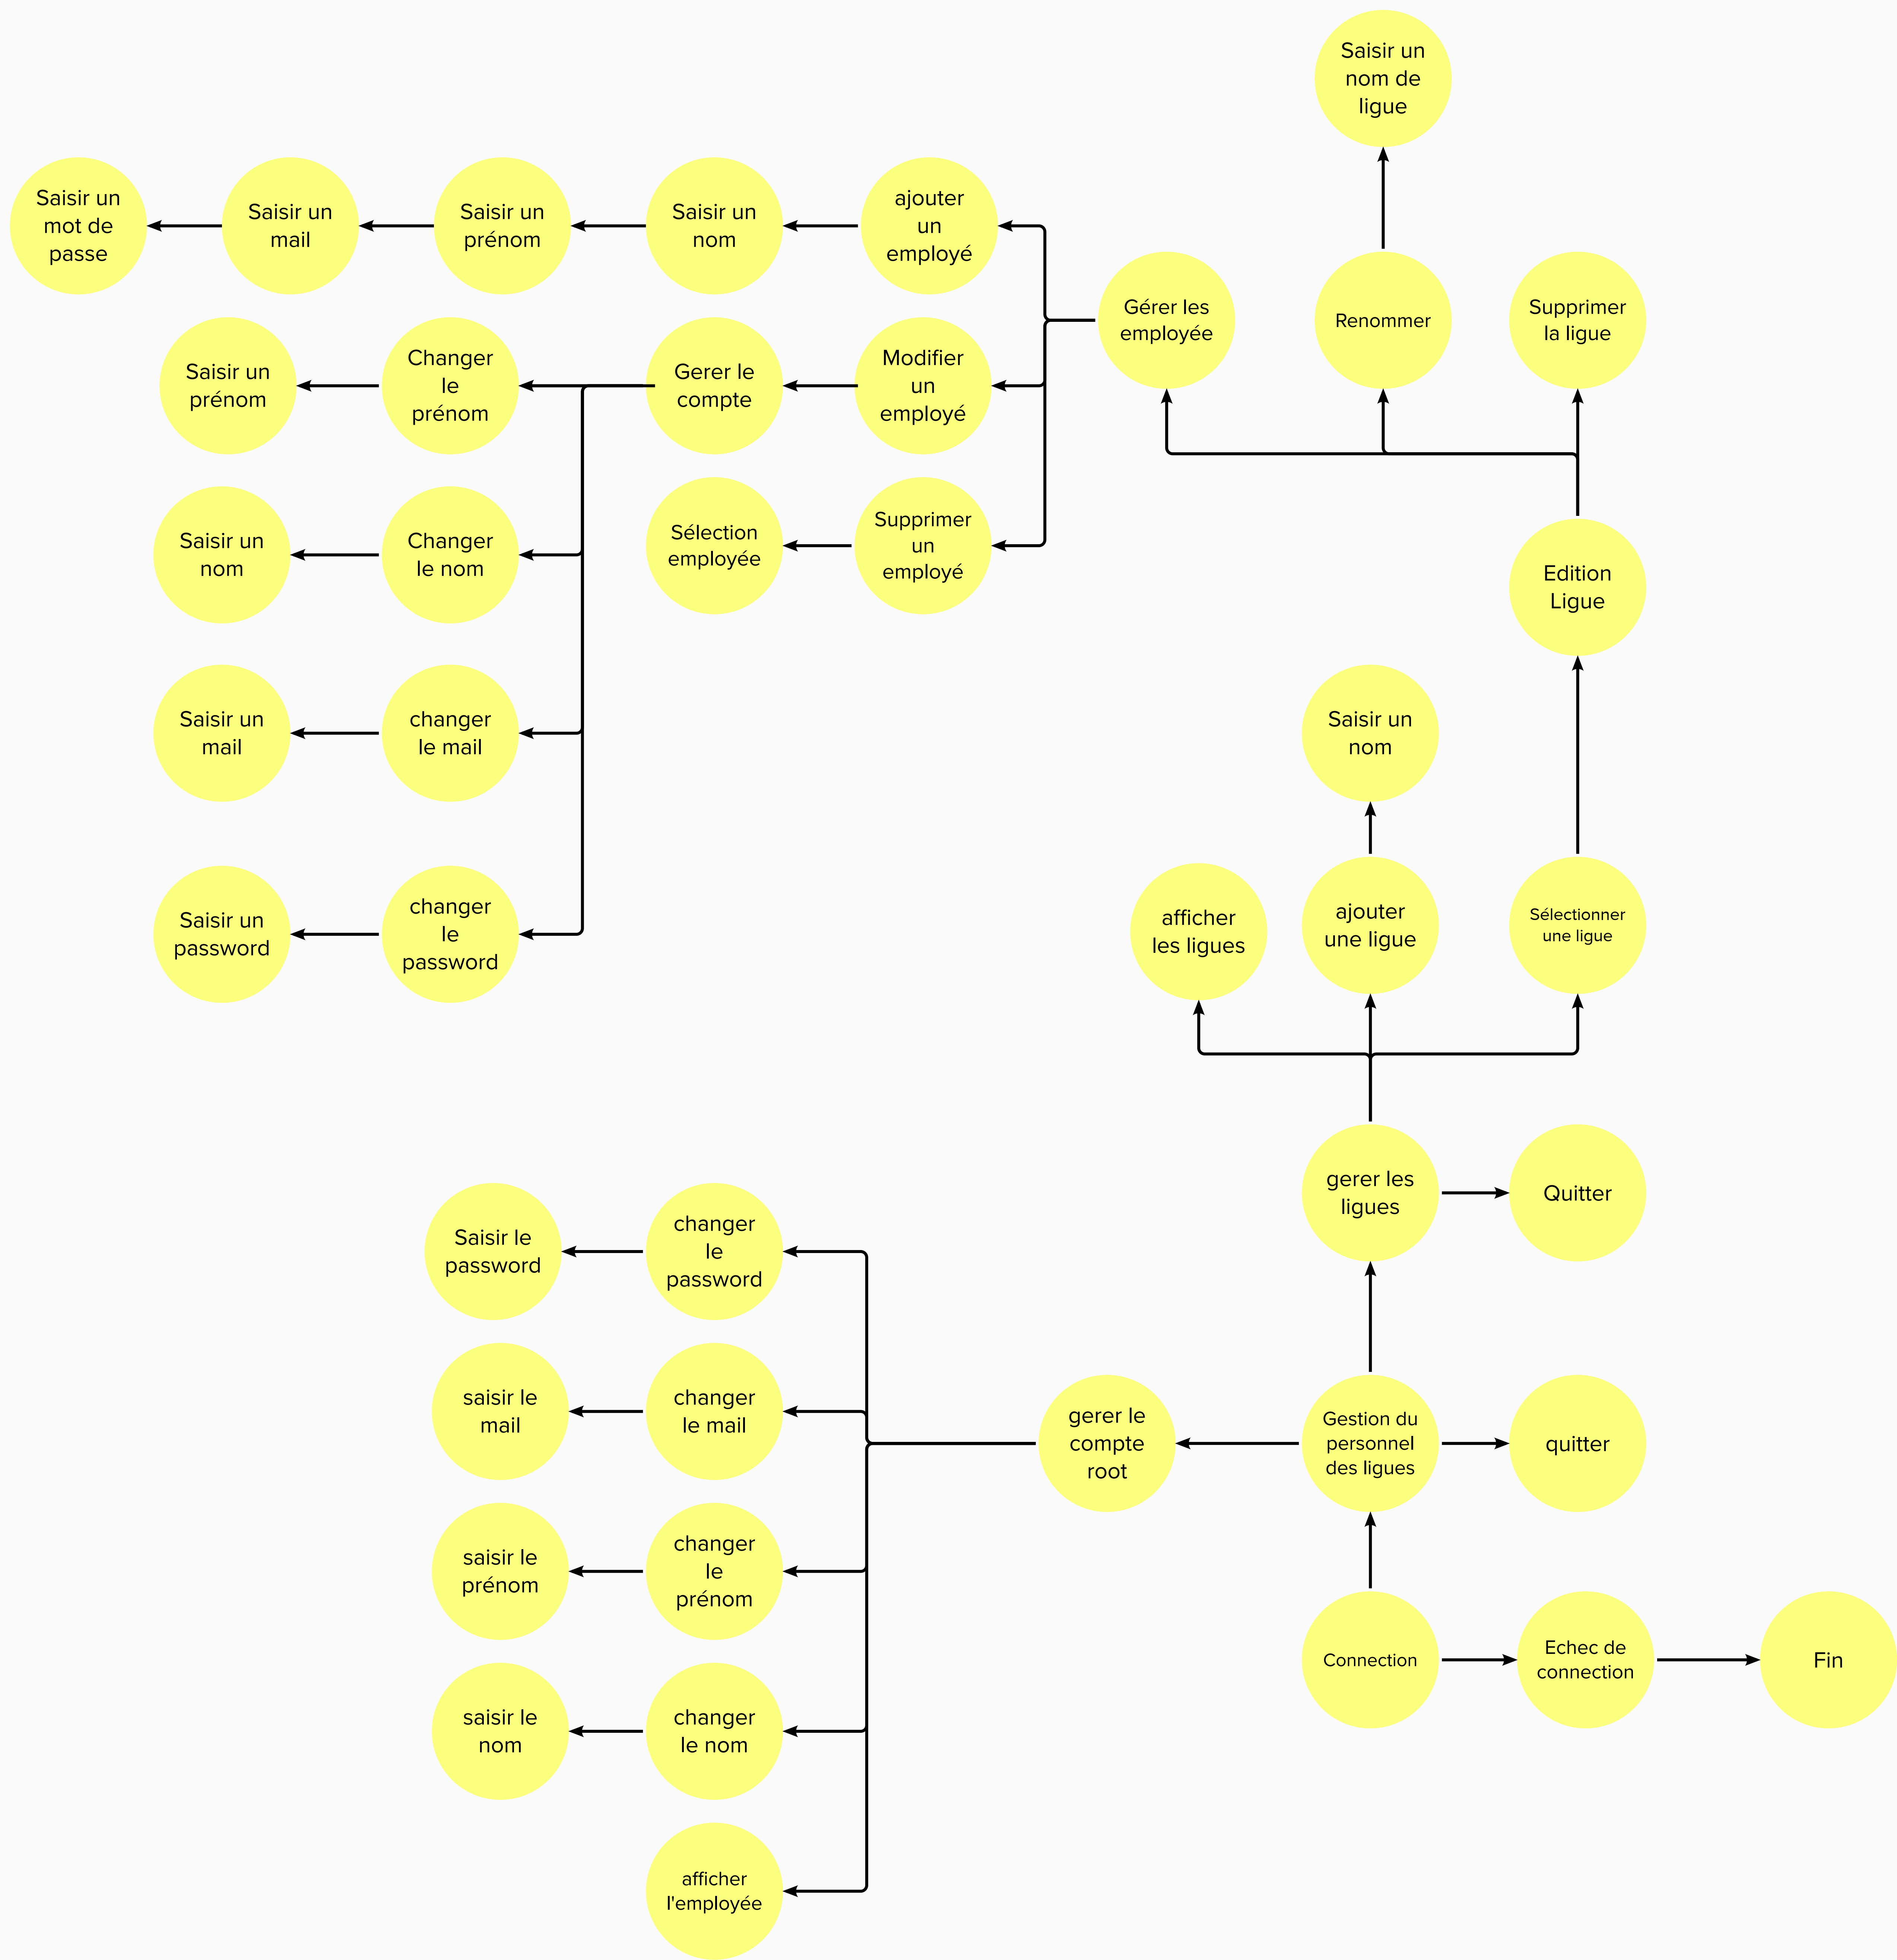 Saisir un
nom de
ligue
Saisir un
mot de
passe
Saisir un
mail
Saisir un
prénom
Saisir un
nom
ajouter
un
employé
Gérer les
employée
Renommer
Supprimer
la ligue
Saisir un
prénom
Changer
le
prénom
Gerer le
compte
Modifier
un
employé
Saisir un
nom
Changer
le nom
Sélection
employée
Supprimer
un
employé
Edition
Ligue
Saisir un
mail
changer
le mail
Saisir un
nom
Saisir un
password
changer
le
password
afficher
les ligues
ajouter
une ligue
Sélectionner
une ligue
gerer les
ligues
Quitter
Saisir le
password
changer
le
password
saisir le
mail
changer
le mail
gerer le
compte
root
Gestion du
personnel
des ligues
quitter
saisir le
prénom
changer
le
prénom
Connection
Echec de
connection
Fin
saisir le
nom
changer
le nom
afficher
l'employée